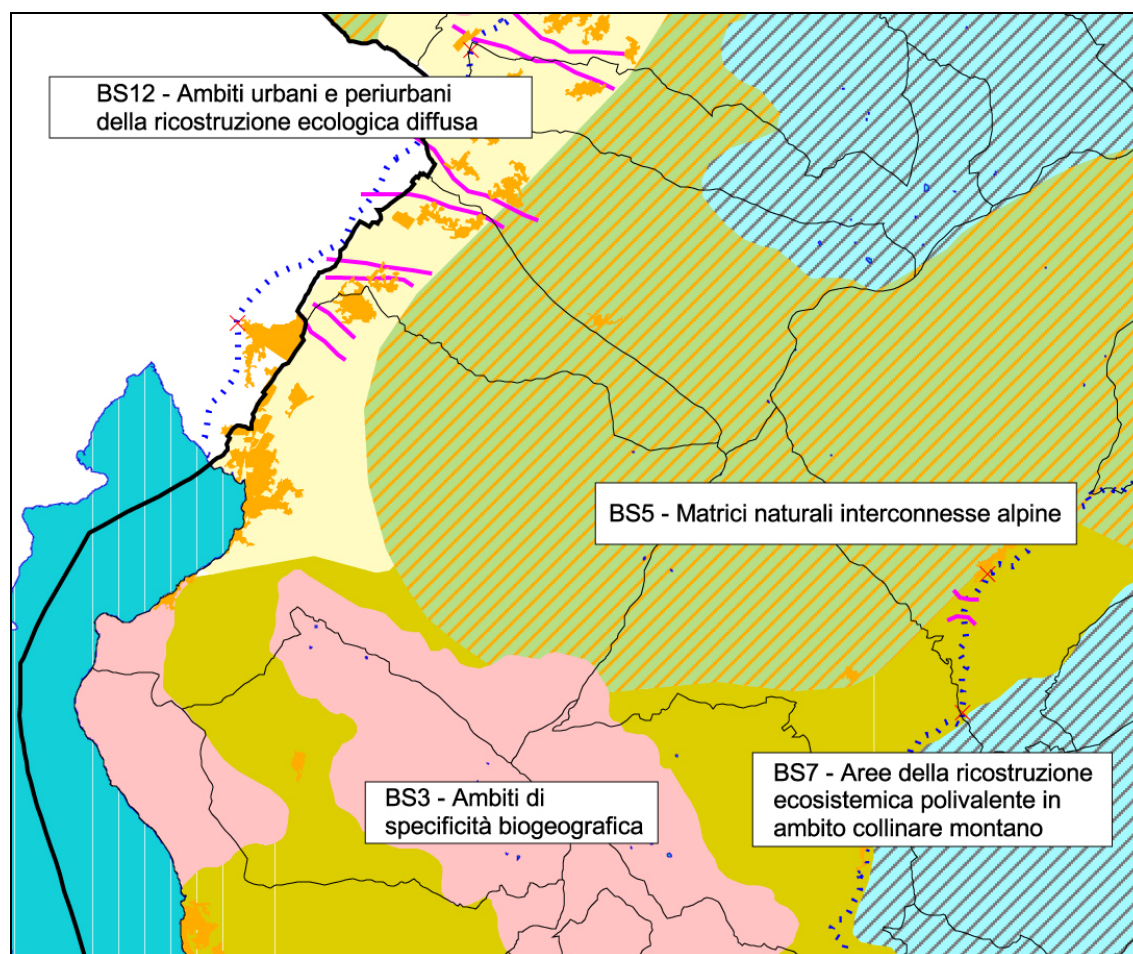 BS12 - Ambiti urbani e periurbani
della ricostruzione ecologica diffusa
BS5 - Matrici naturali interconnesse alpine
BS3 - Ambiti di
specificità biogeografica
BS7 - Aree della ricostruzione
ecosistemica polivalente in
ambito collinare montano